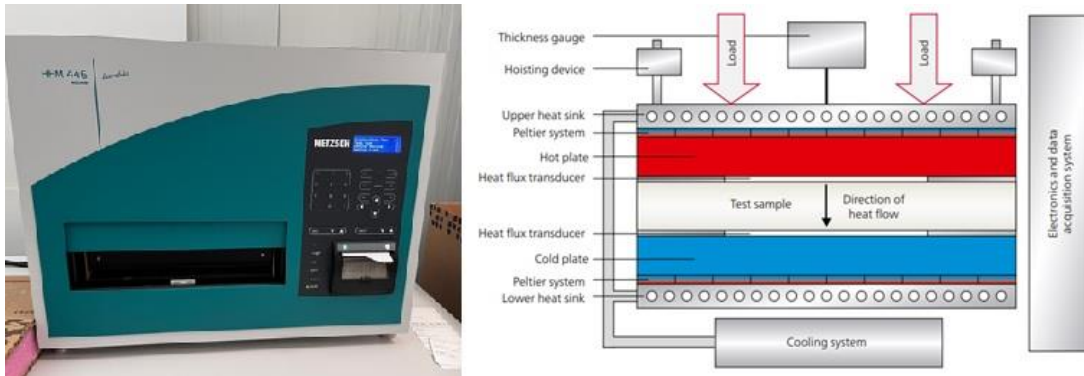 NETZSCH
Thickness gauge
Hoisting device
Load
Load
Upper heat sink
Peltier system
Hot plate
Heat flux transducer
Test sample
Direction of
heat flow
Heat flux transducer
Cold plate
Peltier system
Lower heat sink
Cooling system
Electronics and data
acquisition system